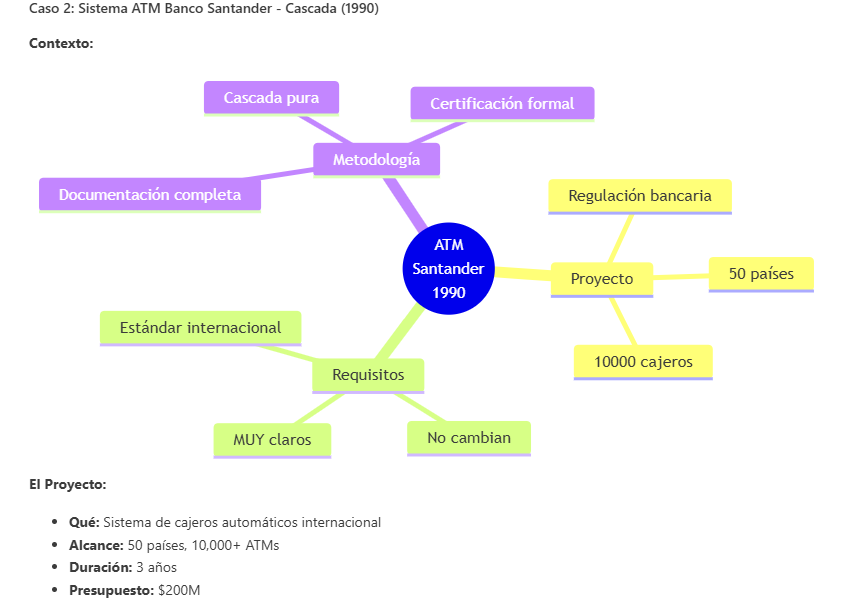 Caso 2: Sistema ATM Banco Santander - Cascada (1990)
Contexto:
Cascada pura
Certificación formal
Metodología
Documentación completa
Regulación bancaria
ATM
Santander
1990
Proyecto
50 países
Estándar internacional
10000 cajeros
Requisitos
MUY claros
No cambian
El Proyecto:
• Qué: Sistema de cajeros automáticos internacional
• Alcance: 50 países, 10,000+ ATMs
• Duración: 3 años
• Presupuesto: $200M